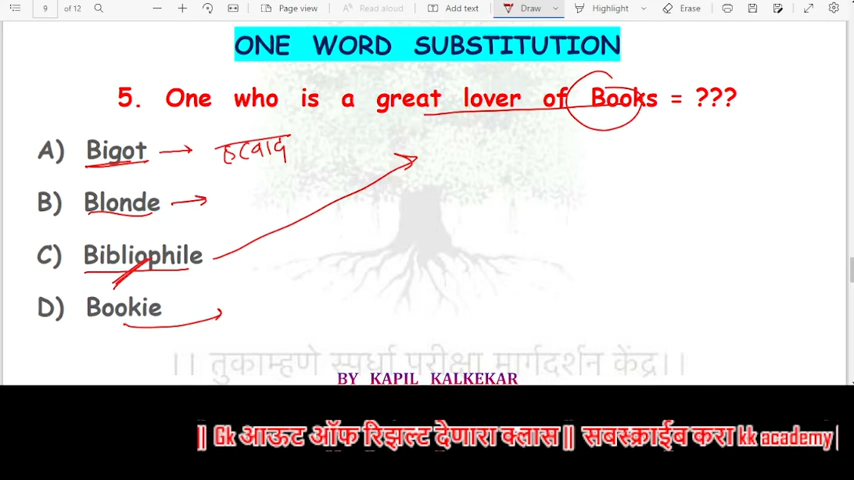 9 of 12 Page view Read aloud Add text Draw Highlight Erase
ONE WORD SUBSTITUTION
5. One who is a great lover of Books = ???
A) Bigot
B) Blonde
C) Bibliophile
D) Bookie
।। तुकाम्हणे स्पर्धा परीक्षा मार्गदर्शन केंद्र।।
BY KAPIL KALKEKAR
|| Gk आऊट ऑफ रिझल्ट देणारा क्लास || सबस्क्राईब करा kk academy